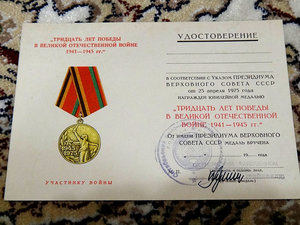 "ТРИДЦАТЬ ЛЕТ ПОБЕДЫ
В ВЕЛИКОЙ ОТЕЧЕСТВЕННОЙ ВОЙНЕ
1941—1945 гг."
1945
1975
УЧАСТНИКУ ВОЙНЫ
УДОСТОВЕРЕНИЕ
В СООТВЕТСТВИИ С УКАЗОМ ПРЕЗИДИУМА
ВЕРХОВНОГО СОВЕТА СССР
от 25 апреля 1975 года
НАГРАЖДЕН ЮБИЛЕЙНОЙ МЕДАЛЬЮ
"ТРИДЦАТЬ ЛЕТ ПОБЕДЫ
В ВЕЛИКОЙ ОТЕЧЕСТВЕННОЙ
ВОЙНЕ 1941—1945 гг."
От имени ПРЕЗИДИУМА ВЕРХОВНОГО
СОВЕТА СССР МЕДАЛЬ ВРУЧЕНА
19 года
М.П.